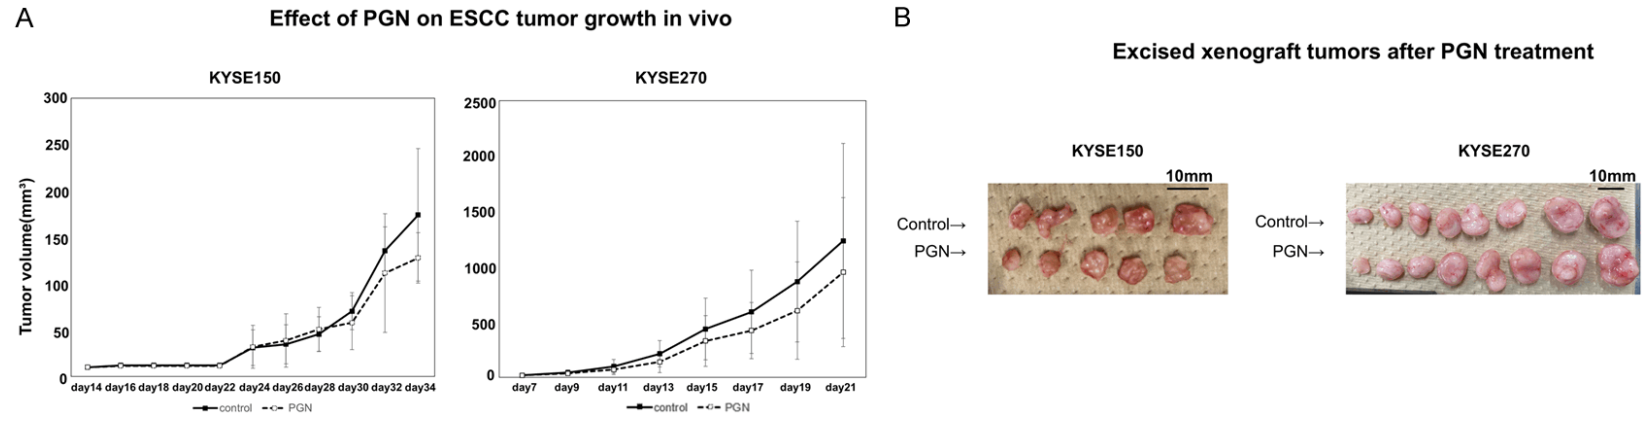 A
Effect of PGN on ESCC tumor growth in vivo
KYSE150
Tumor volume(mm³)
300
250
200
150
100
50
0
day14 day16 day18 day20 day22 day24 day26 day28 day30 day32 day34
control PGN
KYSE270
2500
2000
1500
1000
500
0
day7 day9 day11 day13 day15 day17 day19 day21
control PGN
B
Excised xenograft tumors after PGN treatment
KYSE150
10mm
Control→
PGN→
KYSE270
10mm
Control→
PGN→